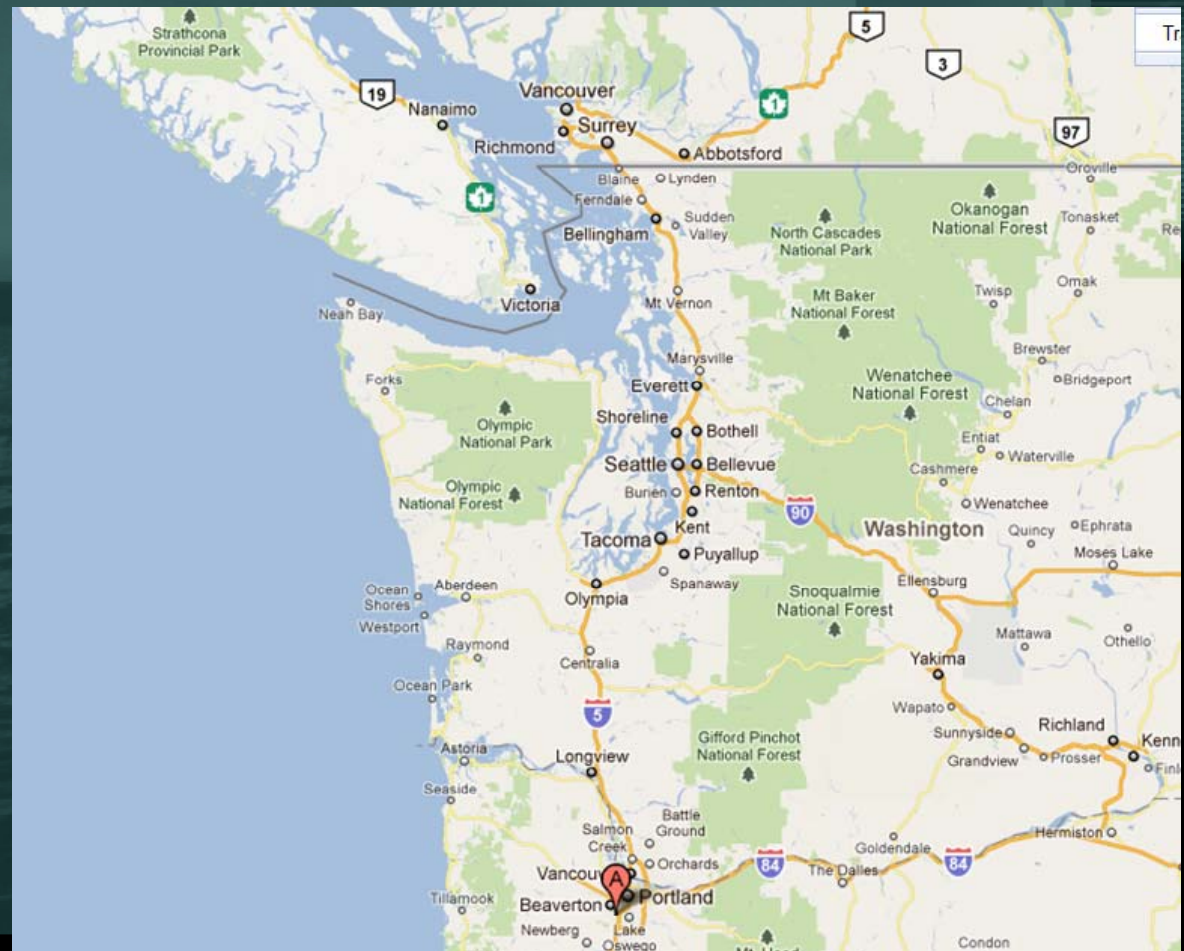 Strathcona
Provincial Park
5
Tr
3
19
Vancouver
1
Nanaimo
Surrey
97
Richmond
Abbotsford
Oroville
Blaine
Lynden
1
Ferndale
Okanogan
National Forest
Sudden
Valley
North Cascades
National Park
Tonasket
Re
Bellingham
Omak
Victoria
Mt Vernon
Mt Baker
National Forest
Twisp
Neah Bay
Brewster
Marysville
Forks
Everett
Wenatchee
National Forest
Bridgeport
Chelan
Shoreline
Bothell
Olympic
National Park
Entiat
Waterville
Seattle
Bellevue
Cashmere
Olympic
National Forest
Burien
Renton
Wenatchee
90
Kent
Washington
Quincy
Ephrata
Tacoma
Puyallup
Moses Lake
Spanaway
Ocean
Shores
Aberdeen
Olympia
Snoqualmie
National Forest
Ellensburg
Westport
Mattawa
Othello
Raymond
Centralia
Yakima
Ocean Park
5
Wapato
Sunnyside
Richland
Kenn
Astoria
Longview
Gifford Pinchot
National Forest
Grandview
Prosser
Finl
Seaside
Battle
Ground
Salmon
Creek
Hermiston
Goldendale
Orchards
84
84
The Dalles
Vancouv
A
Portland
Tillamook
Beaverton
Newberg
Lake
Oswego
Mt. Hood
Condon